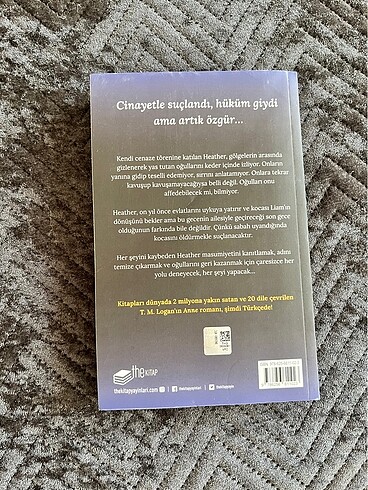 Cinayetle suçlandı, hüküm giydi
ama artık özgür...
Kendi cenaze törenine katılan Heather, gölgelerin arasında
gizlenerek yas tutan oğullarını keder içinde izliyor. Onların
yanına gidip teselli edemiyor, sırrını anlatamıyor. Onlara tekrar
kavuşup kavuşamayacağıysa belli değil. Oğulları onu
affedebilecek mi, bilmiyor.
Heather, on yıl önce evlatlarını uykuya yatırır ve kocası Liam'ın
dönüşünü bekler ama bu gecenin ailesiyle geçireceği son gece
olduğunun farkında bile değildir. Çünkü sabah uyandığında
kocasını öldürmekle suçlanacaktır.
Her şeyini kaybeden Heather masumiyetini kanıtlamak, adını
temize çıkarmak ve oğullarını geri kazanmak için çaresizce her
yolu deneyecek, her şeyi yapacak...
Kitapları dünyada 2 milyona yakın satan ve 20 dile çevrilen
T. M. Logan'ın Anne romanı, şimdi Türkçede!
the KİTAP
thekitapyayinlari.com
thekitapyayinlari
thekitapyayin